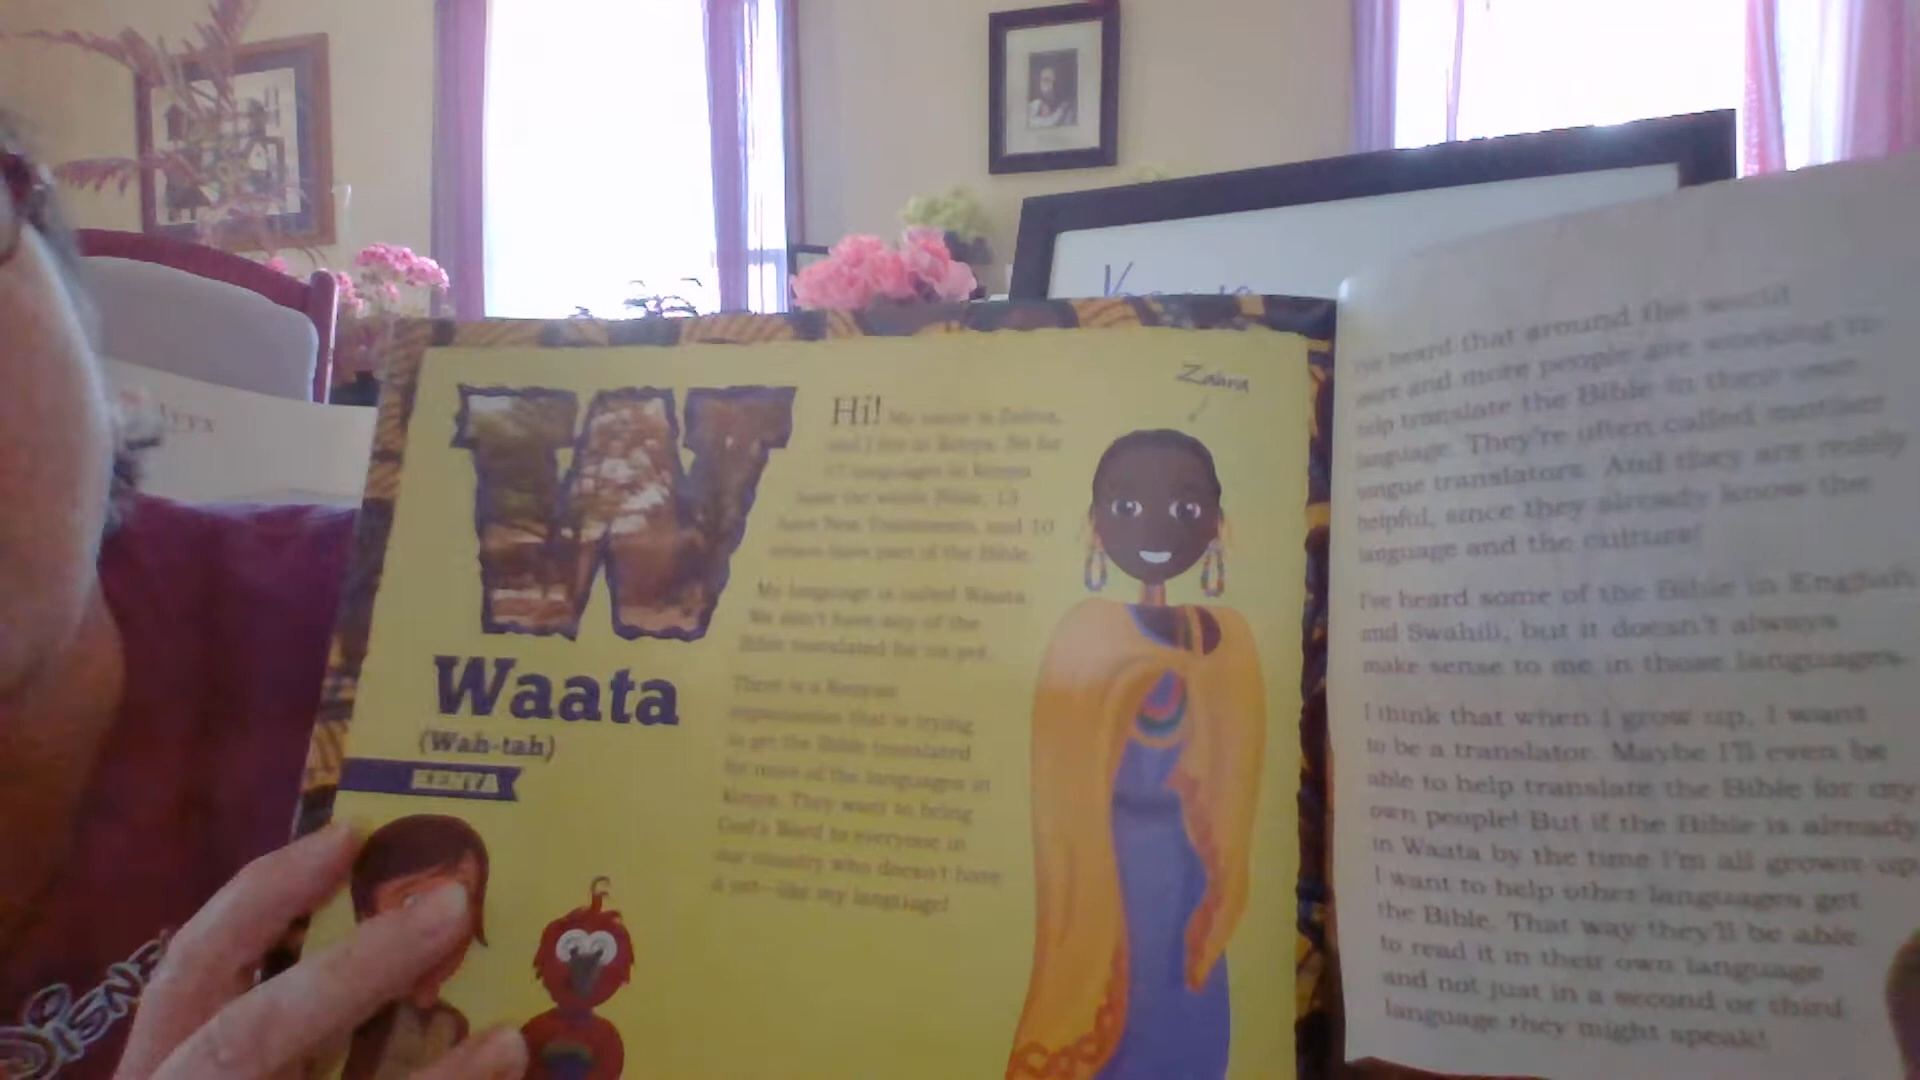 W
Waata
(Wah-tah)
KENYA
Zahra
Hi! My name is Zahra,
and I live in Kenya. So far
17 languages in Kenya
have the whole Bible, 13
have New Testaments, and 10
others have part of the Bible.
My language is called Waata.
We don't have any of the
Bible translated for us yet.
There is a Kenyan
organization that is trying
to get the Bible translated
for more of the languages in
Kenya. They want to bring
God's Word to everyone in
our country who doesn't have
it yet—like my language!
I've heard that around the world
more and more people are working to
help translate the Bible in their own
language. They're often called mother
tongue translators. And they are really
helpful, since they already know the
language and the culture!
I've heard some of the Bible in English
and Swahili, but it doesn't always
make sense to me in those languages.
I think that when I grow up, I want
to be a translator. Maybe I'll even be
able to help translate the Bible for my
own people! But if the Bible is already
in Waata by the time I'm all grown up,
I want to help other languages get
the Bible. That way they'll be able
to read it in their own language
and not just in a second or third
language they might speak!